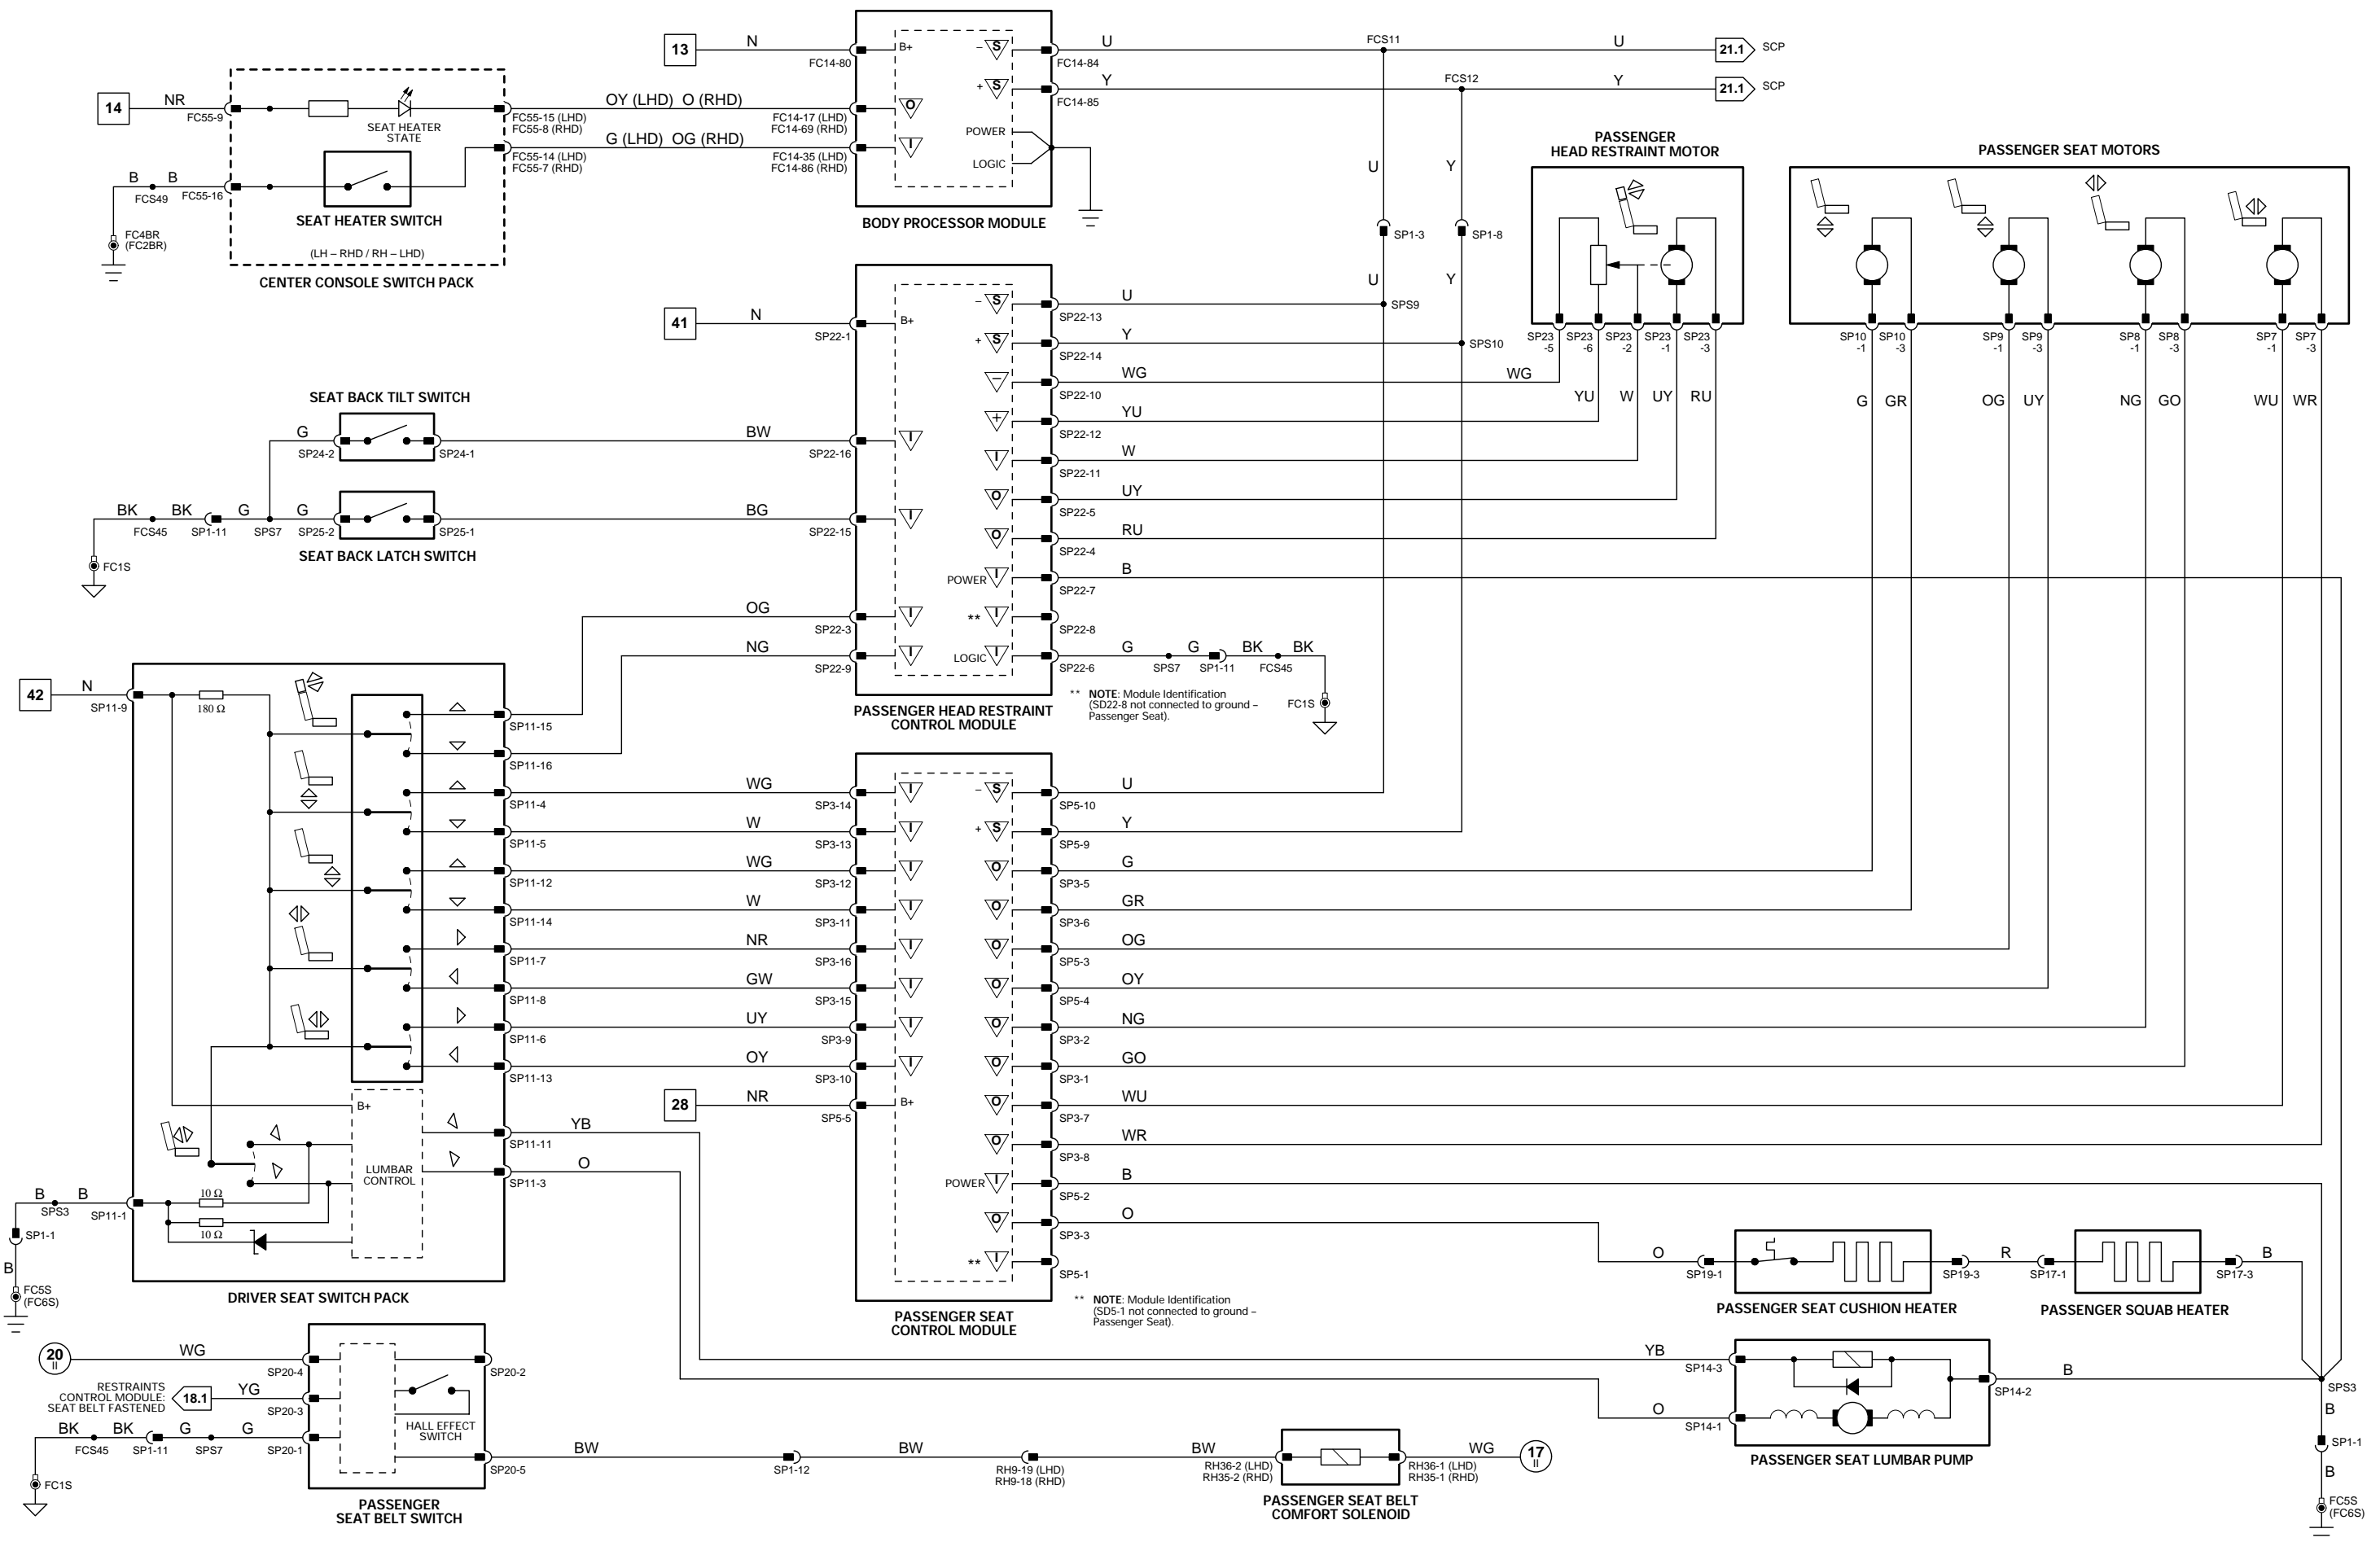 13
N
FC14-80
B+
– S
U
FC14-84
FCS11
U
21.1
SCP
+ S
Y
FC14-85
FCS12
Y
21.1
SCP
14
NR
FC55-9
SEAT HEATER
STATE
FC55-15 (LHD)
FC55-8 (RHD)
OY (LHD) O (RHD)
FC14-17 (LHD)
FC14-69 (RHD)
O
FC55-14 (LHD)
FC55-7 (RHD)
G (LHD) OG (RHD)
FC14-35 (LHD)
FC14-86 (RHD)
I
POWER
LOGIC
BODY PROCESSOR MODULE
B
B
FCS49
FC55-16
SEAT HEATER SWITCH
FC4BR
(FC2BR)
(LH – RHD / RH – LHD)
CENTER CONSOLE SWITCH PACK
U
Y
SP1-3
SP1-8
U
Y
SPS9
SPS10
PASSENGER
HEAD RESTRAINT MOTOR
SP23
-5
SP23
-6
SP23
-2
SP23
-1
SP23
-3
WG
YU
W
UY
RU
PASSENGER SEAT MOTORS
SP10
-1
SP10
-3
SP9
-1
SP9
-3
SP8
-1
SP8
-3
SP7
-1
SP7
-3
G
GR
OG
UY
NG
GO
WU
WR
41
N
SP22-1
B+
– S
U
SP22-13
+ S
Y
SP22-14
–
WG
SP22-10
+
YU
SP22-12
I
W
SP22-11
O
UY
SP22-5
O
RU
SP22-4
POWER I
B
SP22-7
** I
SP22-8
LOGIC I
G
SP22-6
SPS7
G
SP1-11
BK
FCS45
BK
FC1S
SEAT BACK TILT SWITCH
G
SP24-2
SP24-1
BW
SP22-16
I
BK
FCS45
BK
SP1-11
G
SPS7
G
SP25-2
SP25-1
BG
SP22-15
I
SEAT BACK LATCH SWITCH
FC1S
OG
SP22-3
I
NG
SP22-9
I
PASSENGER HEAD RESTRAINT
CONTROL MODULE
** NOTE: Module Identification
(SD22-8 not connected to ground –
Passenger Seat).
42
N
SP11-9
180 Ω
SP11-15
SP11-16
SP11-4
WG
SP3-14
I
SP11-5
W
SP3-13
I
SP11-12
WG
SP3-12
I
SP11-14
W
SP3-11
I
SP11-7
NR
SP3-16
I
SP11-8
GW
SP3-15
I
SP11-6
UY
SP3-9
I
SP11-13
OY
SP3-10
I
28
NR
SP5-5
B+
– S
U
SP5-10
+ S
Y
SP5-9
O
G
SP3-5
O
GR
SP3-6
O
OG
SP5-3
O
OY
SP5-4
O
NG
SP3-2
O
GO
SP3-1
O
WU
SP3-7
O
WR
SP3-8
POWER I
B
SP5-2
O
O
SP3-3
** I
SP5-1
PASSENGER SEAT
CONTROL MODULE
** NOTE: Module Identification
(SD5-1 not connected to ground –
Passenger Seat).
B+
LUMBAR
CONTROL
SP11-11
YB
SP11-3
O
10 Ω
10 Ω
B
SPS3
B
SP11-1
SP1-1
B
FC5S
(FC6S)
DRIVER SEAT SWITCH PACK
O
SP19-1
SP19-3
R
SP17-1
SP17-3
B
PASSENGER SEAT CUSHION HEATER
PASSENGER SQUAB HEATER
YB
SP14-3
O
SP14-1
SP14-2
B
SPS3
B
SP1-1
B
FC5S
(FC6S)
PASSENGER SEAT LUMBAR PUMP
20
II
WG
SP20-4
SP20-2
RESTRAINTS
CONTROL MODULE:
SEAT BELT FASTENED
18.1
YG
SP20-3
HALL EFFECT
SWITCH
BK
FCS45
BK
SP1-11
G
SPS7
G
SP20-1
FC1S
SP20-5
BW
SP1-12
BW
RH9-19 (LHD)
RH9-18 (RHD)
BW
RH36-2 (LHD)
RH35-2 (RHD)
RH36-1 (LHD)
RH35-1 (RHD)
WG
17
II
PASSENGER
SEAT BELT SWITCH
PASSENGER SEAT BELT
COMFORT SOLENOID